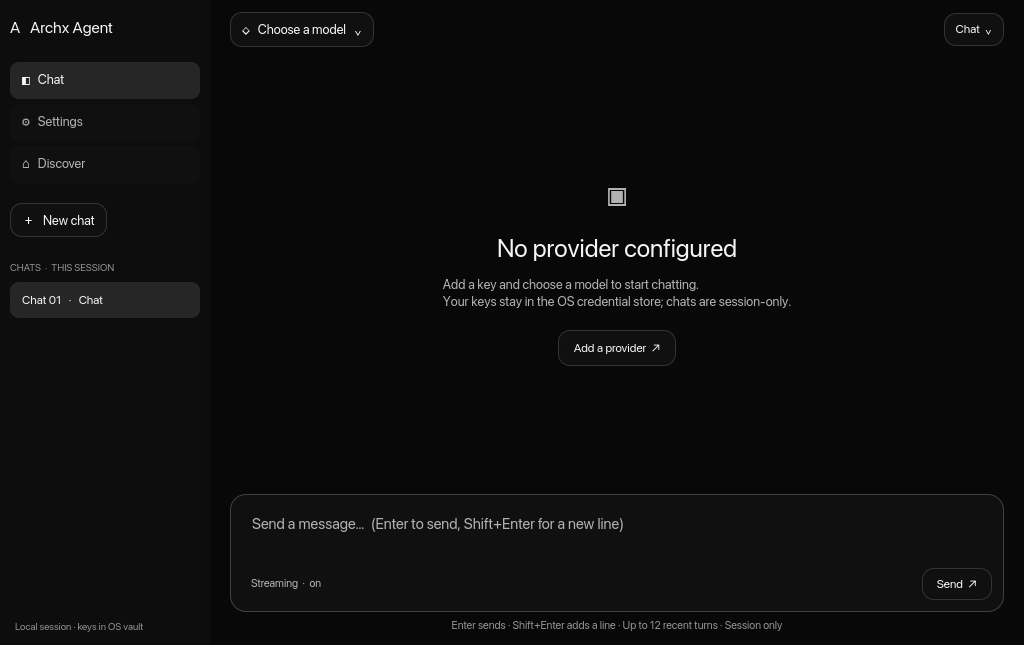 A Archx Agent
Chat
Settings
Discover
+ New chat
CHATS · THIS SESSION
Chat 01 · Chat
Local session · keys in OS vault
Choose a model
Chat
No provider configured
Add a key and choose a model to start chatting.
Your keys stay in the OS credential store; chats are session-only.
Add a provider ↗
Send a message... (Enter to send, Shift+Enter for a new line)
Streaming · on
Send ↗
Enter sends · Shift+Enter adds a line · Up to 12 recent turns · Session only